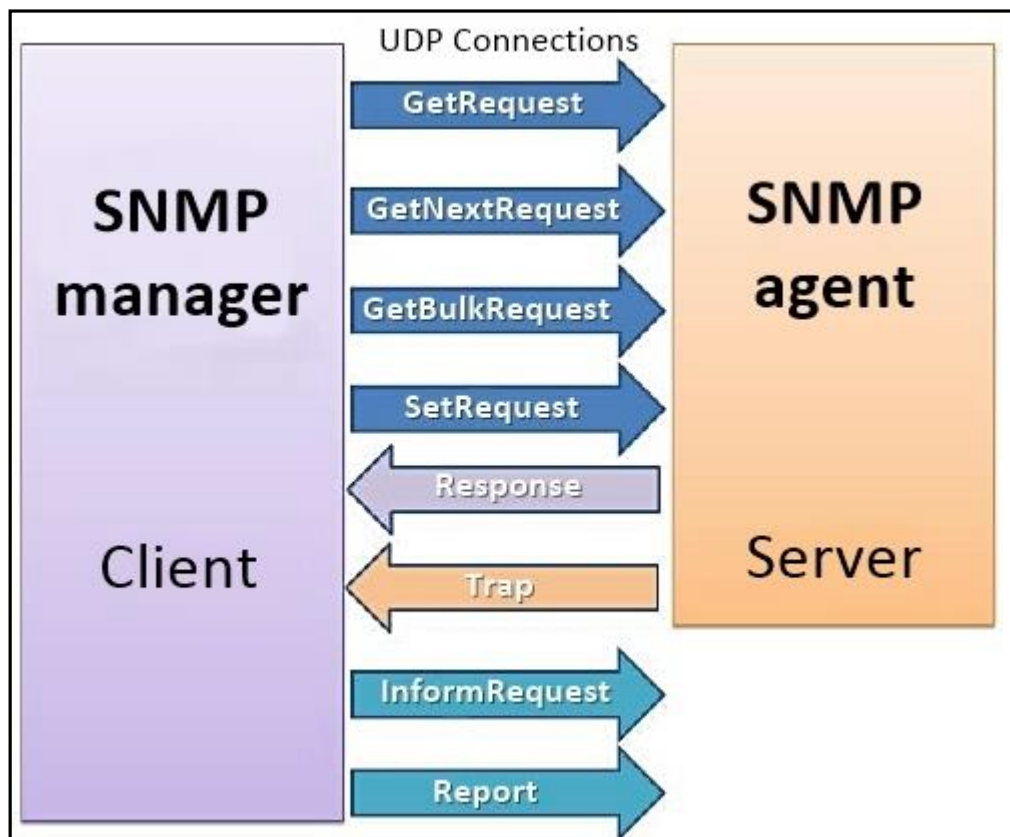 UDP Connections
SNMP
manager
Client
GetRequest
GetNextRequest
GetBulkRequest
SetRequest
Response
Trap
InformRequest
Report
SNMP
agent
Server